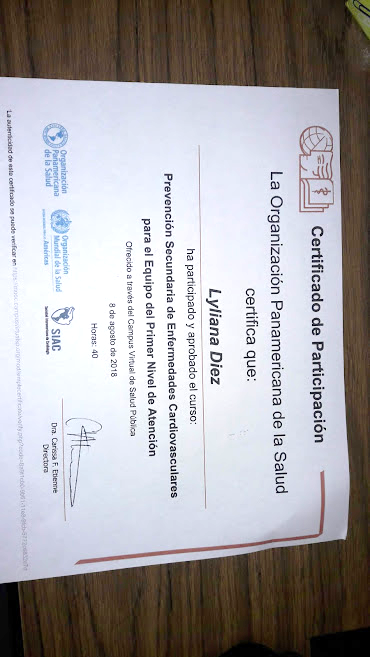 Certificado de Participación
La Organización Panamericana de la Salud
certifica que:
Lyliana Diez
ha participado y aprobado el curso:
Prevención Secundaria de Enfermedades Cardiovasculares
para el Equipo del Primer Nivel de Atención
Ofrecido a través del Campus Virtual de Salud Pública
8 de agosto de 2018
Horas: 40
Dra. Carissa F. Etienne
Directora
Organización
Panamericana
de la Salud
Organización
Mundial de la Salud
Américas
SIAC
La autenticidad de este certificado se puede verificar en